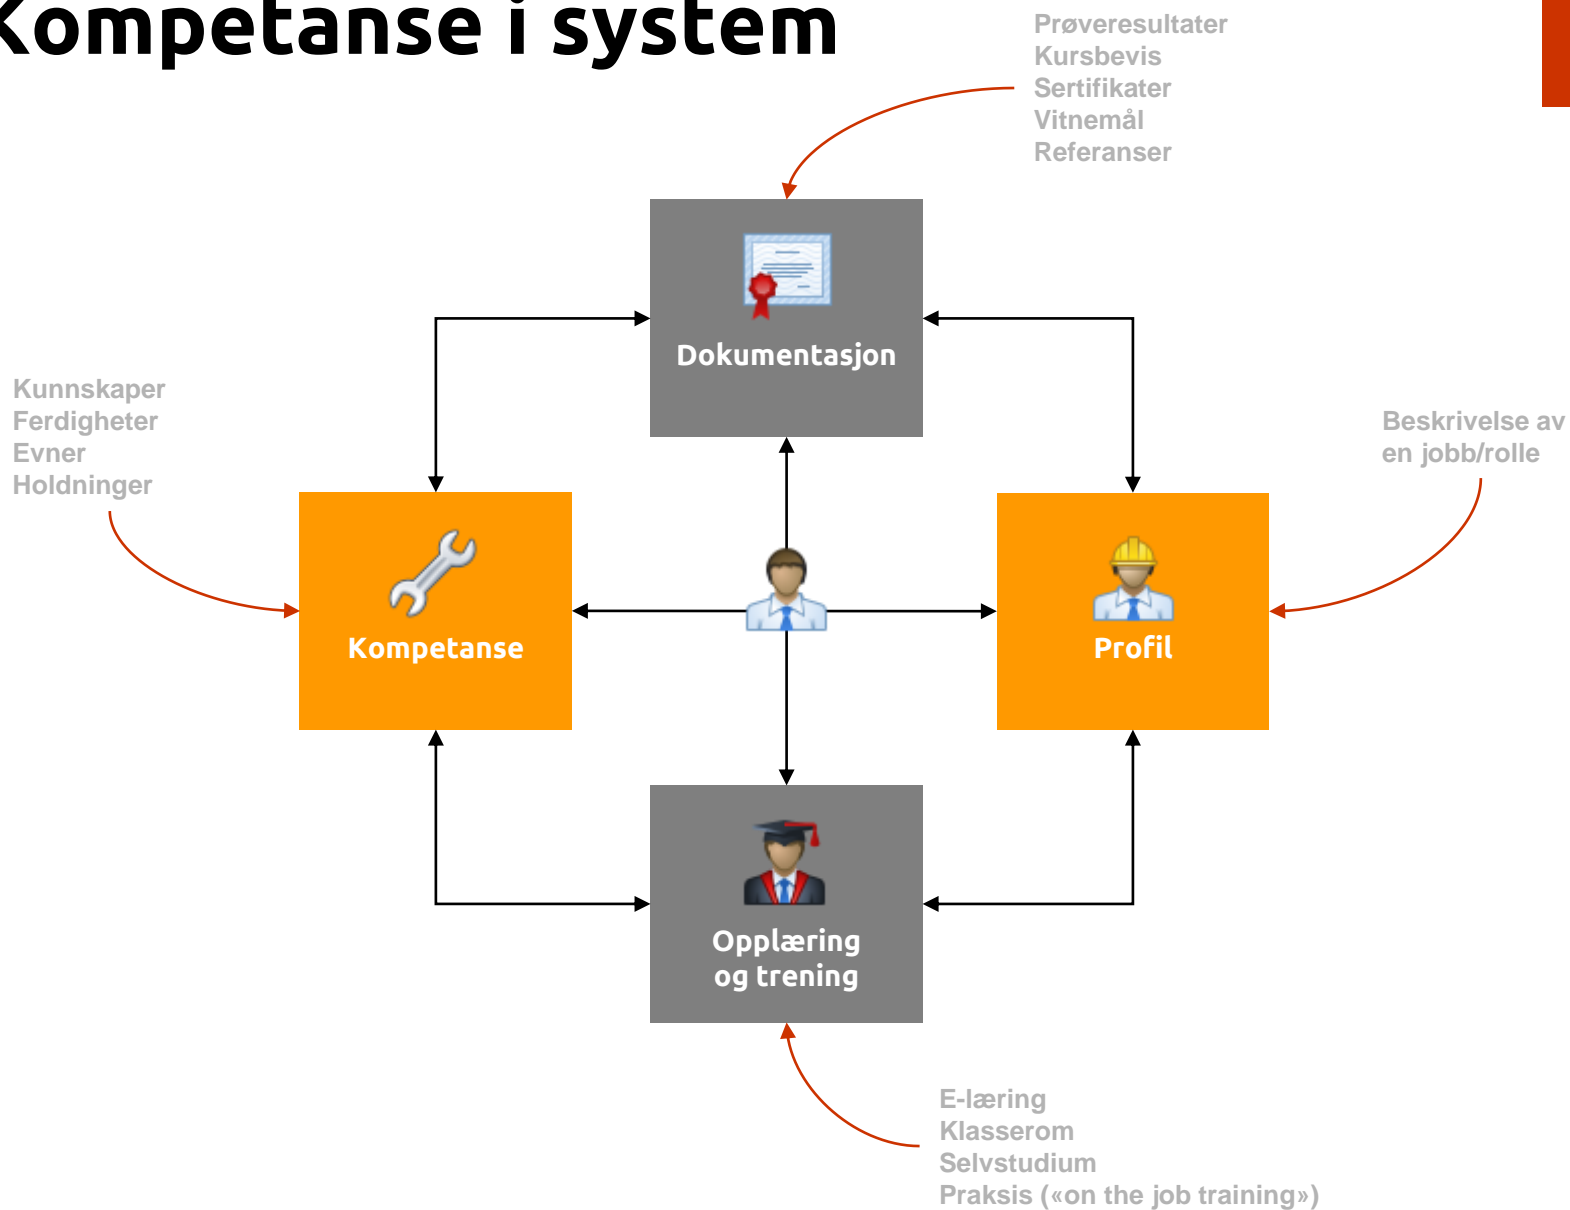 Kompetanse i system
Prøveresultater
Kursbevis
Sertifikater
Vitnemål
Referanser
Dokumentasjon
Kunnskaper
Ferdigheter
Evner
Holdninger
Beskrivelse av
en jobb/rolle
Kompetanse
Profil
Opplæring
og trening
E-læring
Klasserom
Selvstudium
Praksis («on the job training»)